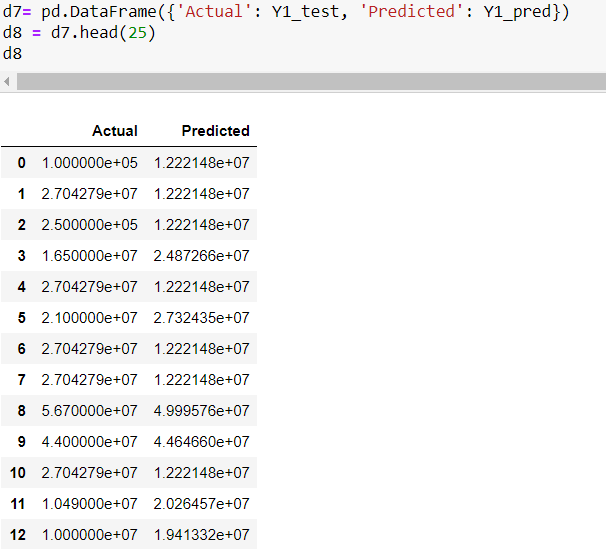 d7= pd.DataFrame({'Actual': Y1_test, 'Predicted': Y1_pred})
d8 = d7.head(25)
d8
Actual Predicted
0 1.000000e+05 1.222148e+07
1 2.704279e+07 1.222148e+07
2 2.500000e+05 1.222148e+07
3 1.650000e+07 2.487266e+07
4 2.704279e+07 1.222148e+07
5 2.100000e+07 2.732435e+07
6 2.704279e+07 1.222148e+07
7 2.704279e+07 1.222148e+07
8 5.670000e+07 4.999576e+07
9 4.400000e+07 4.464660e+07
10 2.704279e+07 1.222148e+07
11 1.049000e+07 2.026457e+07
12 1.000000e+07 1.941332e+07